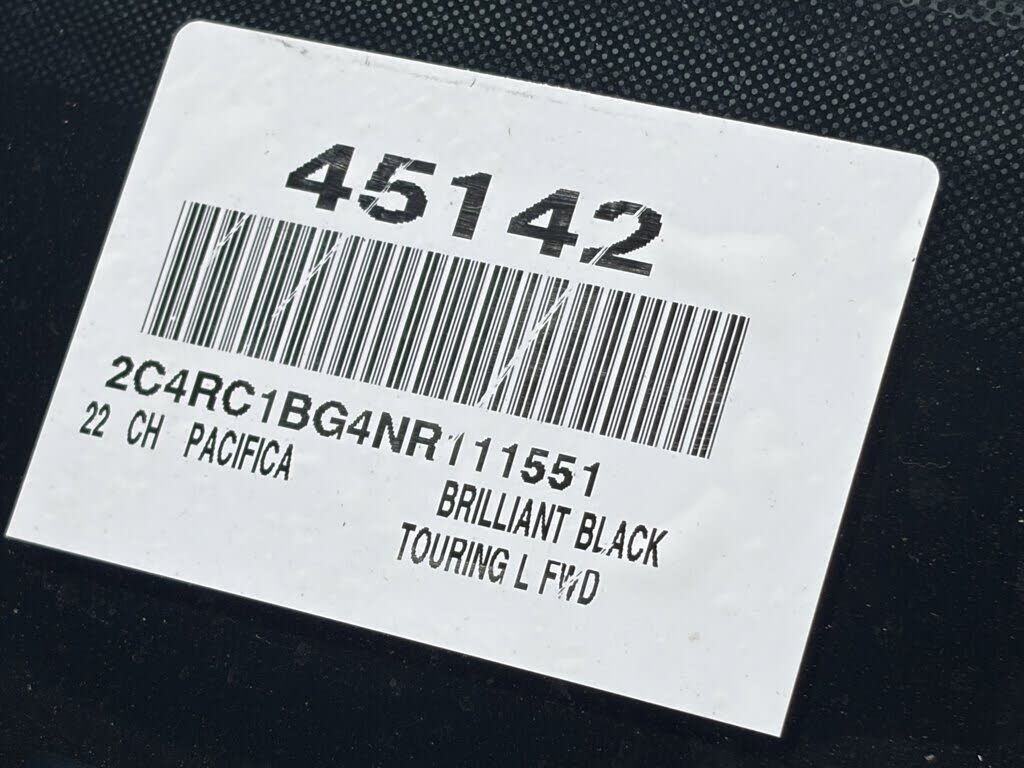 45142
2C4RC1BG4NR111551
22 CH PACIFICA
BRILLIANT BLACK
TOURING L FWD